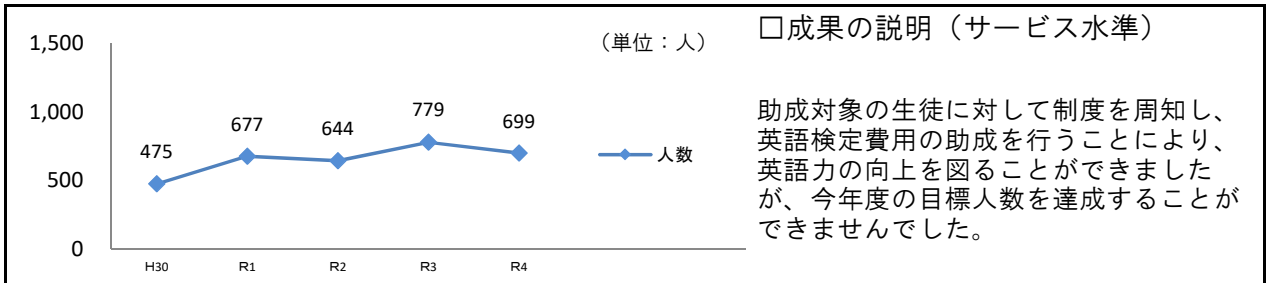 1,500
1,000
500
0
(単位:人)
475
677
644
779
699
H30
R1
R2
R3
R4
人数
□成果の説明(サービス水準)
助成対象の生徒に対して制度を周知し、
英語検定費用の助成を行うことにより、
英語力の向上を図ることができました
が、今年度の目標人数を達成することが
できませんでした。